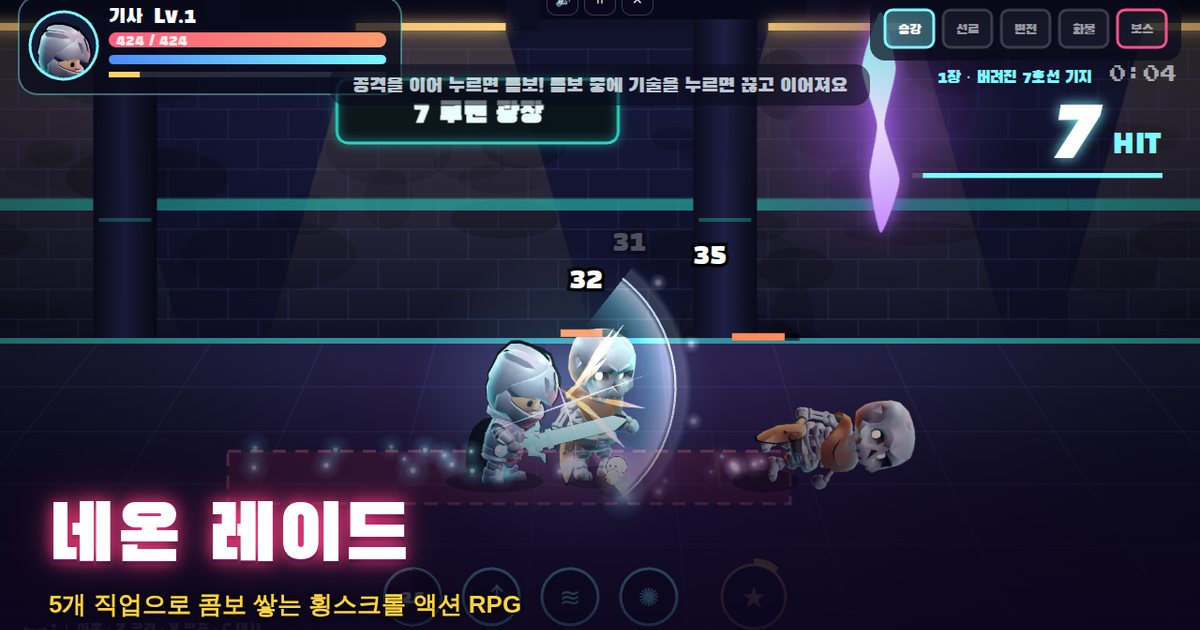 기사 Lv.1
424 / 424
승강
선로
면전
화물
보스
공격을 이어 누르면 콤보! 콤보 중에 기술을 누르면 끊고 이어져요
1장 · 버려진 7호선 기지
0:04
7
광장
7 HIT
31
35
32
네온 레이드
5개 직업으로 콤보 쌓는 횡스크롤 액션 RPG